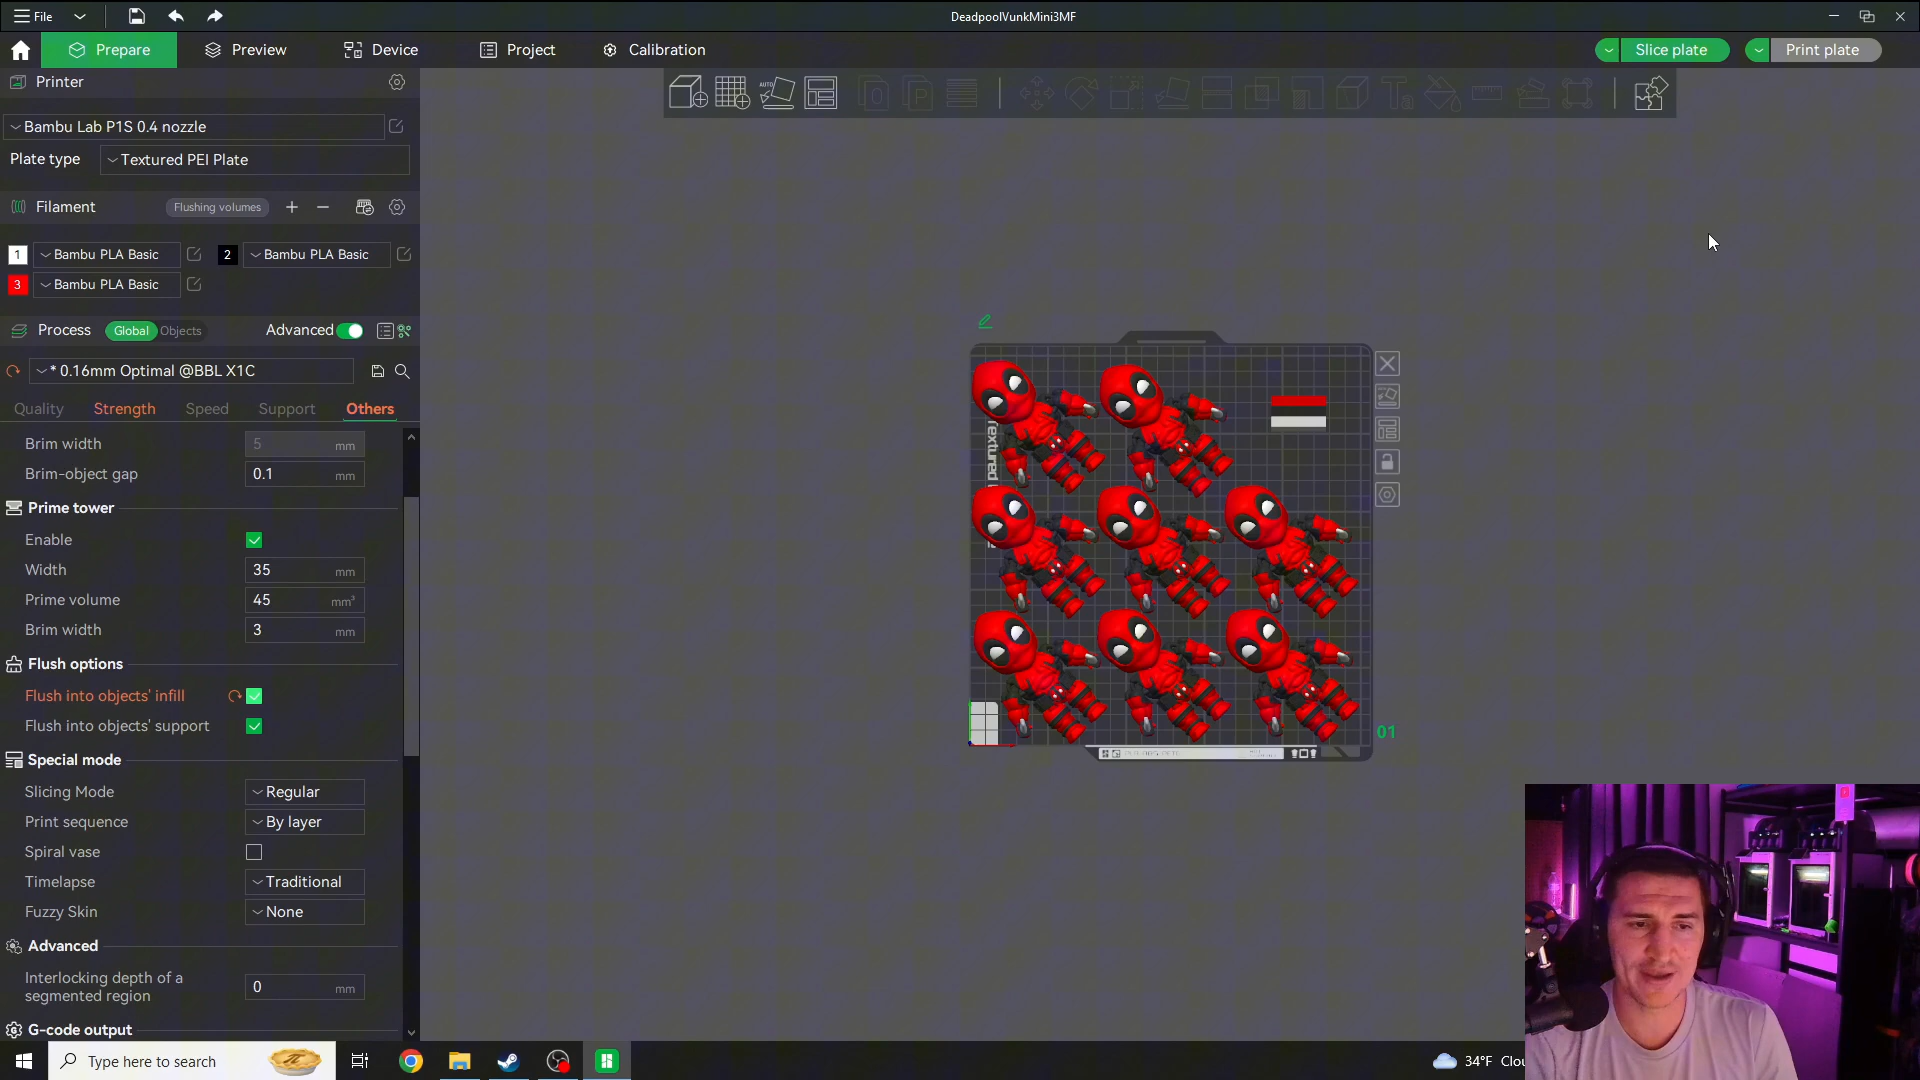 File
DeadpoolVunkMini3MF
Prepare
Preview
Device
Project
Calibration
Slice plate
Print plate
Printer
Bambu Lab P1S 0.4 nozzle
Plate type
Textured PEI Plate
Filament
Flushing volumes
+
−
1
Bambu PLA Basic
2
Bambu PLA Basic
3
Bambu PLA Basic
Process
Global
Objects
Advanced
* 0.16mm Optimal @BBL X1C
Quality
Strength
Speed
Support
Others
Brim width
5 mm
Brim-object gap
0.1 mm
Prime tower
Enable
Width
35 mm
Prime volume
45 mm³
Brim width
3 mm
Flush options
Flush into objects' infill
Flush into objects' support
Special mode
Slicing Mode
Regular
Print sequence
By layer
Spiral vase
Timelapse
Traditional
Fuzzy Skin
None
Advanced
Interlocking depth of a
segmented region
0 mm
G-code output
AUTO
Textured
01
Type here to search
34°F Clou